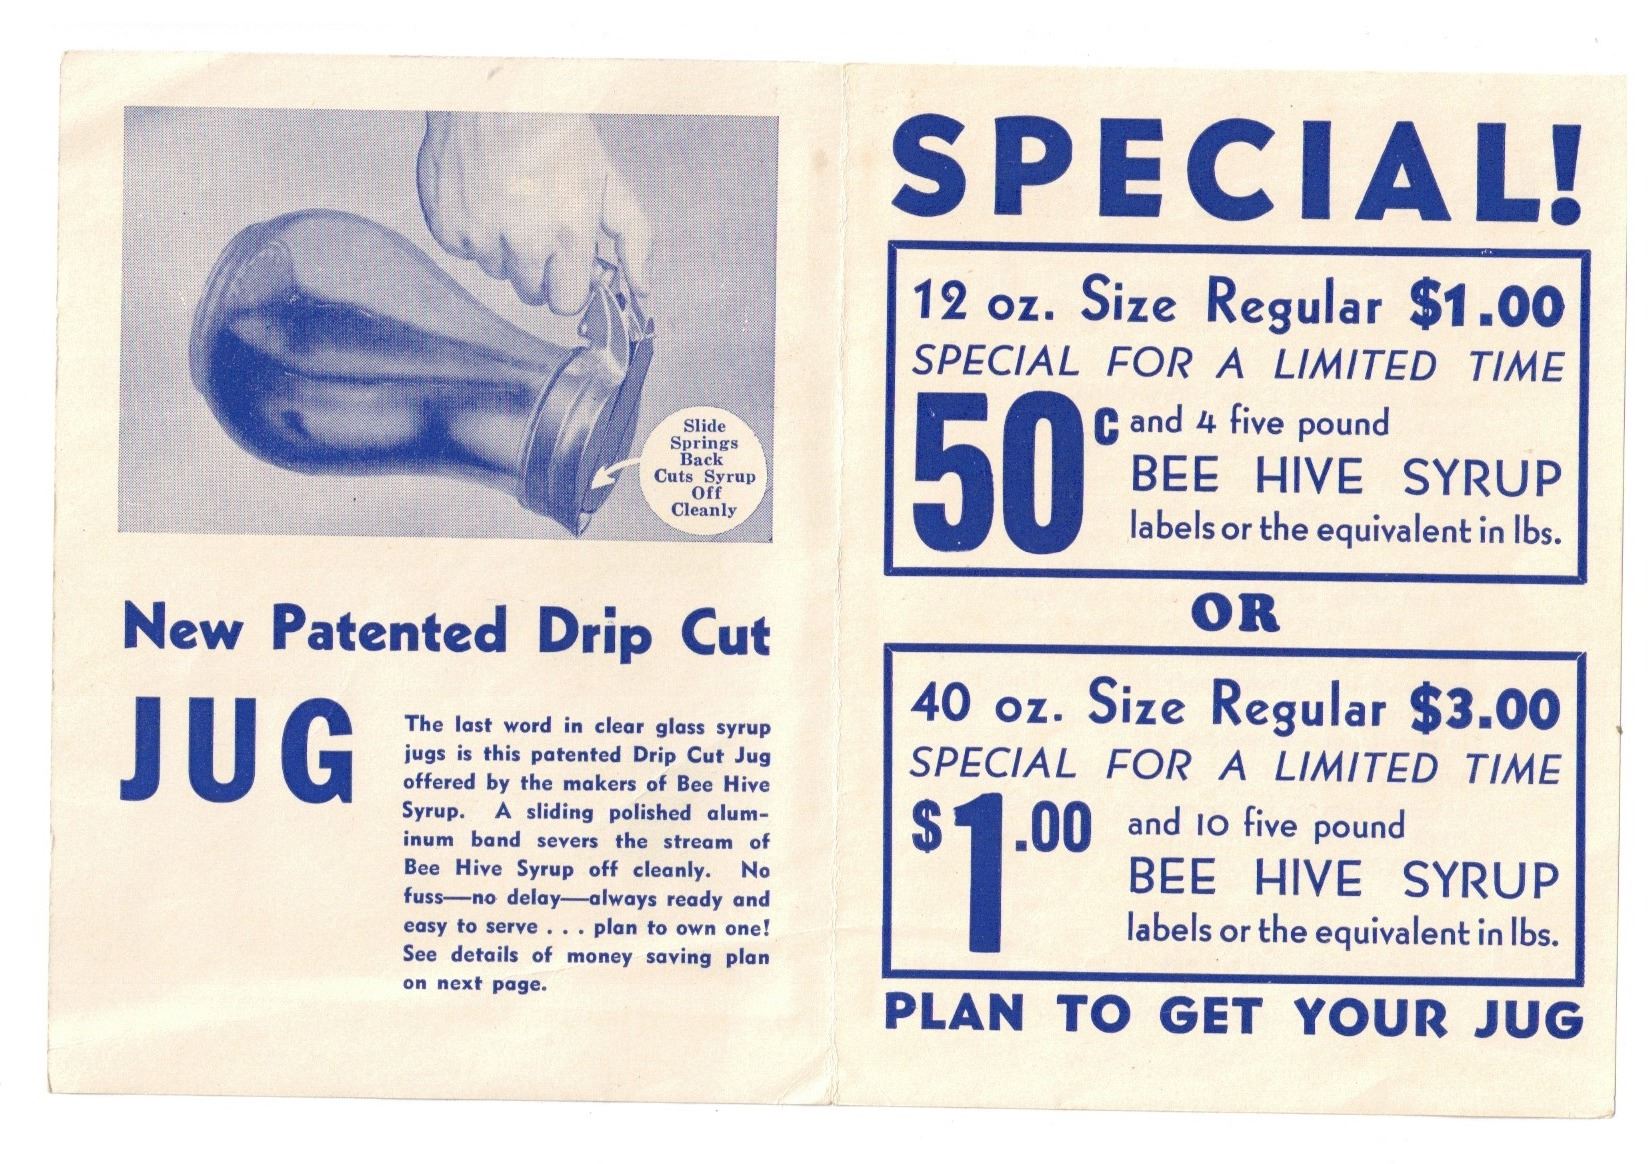 Slide
Springs
Back
Cuts Syrup
Off
Cleanly
New Patented Drip Cut
JUG
The last word in clear glass syrup
jugs is this patented Drip Cut Jug
offered by the makers of Bee Hive
Syrup. A sliding polished alum-
inum band severs the stream of
Bee Hive Syrup off cleanly. No
fuss—no delay—always ready and
easy to serve . . . plan to own one!
See details of money saving plan
on next page.
SPECIAL!
12 oz. Size Regular $1.00
SPECIAL FOR A LIMITED TIME
50c and 4 five pound
BEE HIVE SYRUP
labels or the equivalent in lbs.
OR
40 oz. Size Regular $3.00
SPECIAL FOR A LIMITED TIME
$1.00 and 10 five pound
BEE HIVE SYRUP
labels or the equivalent in lbs.
PLAN TO GET YOUR JUG